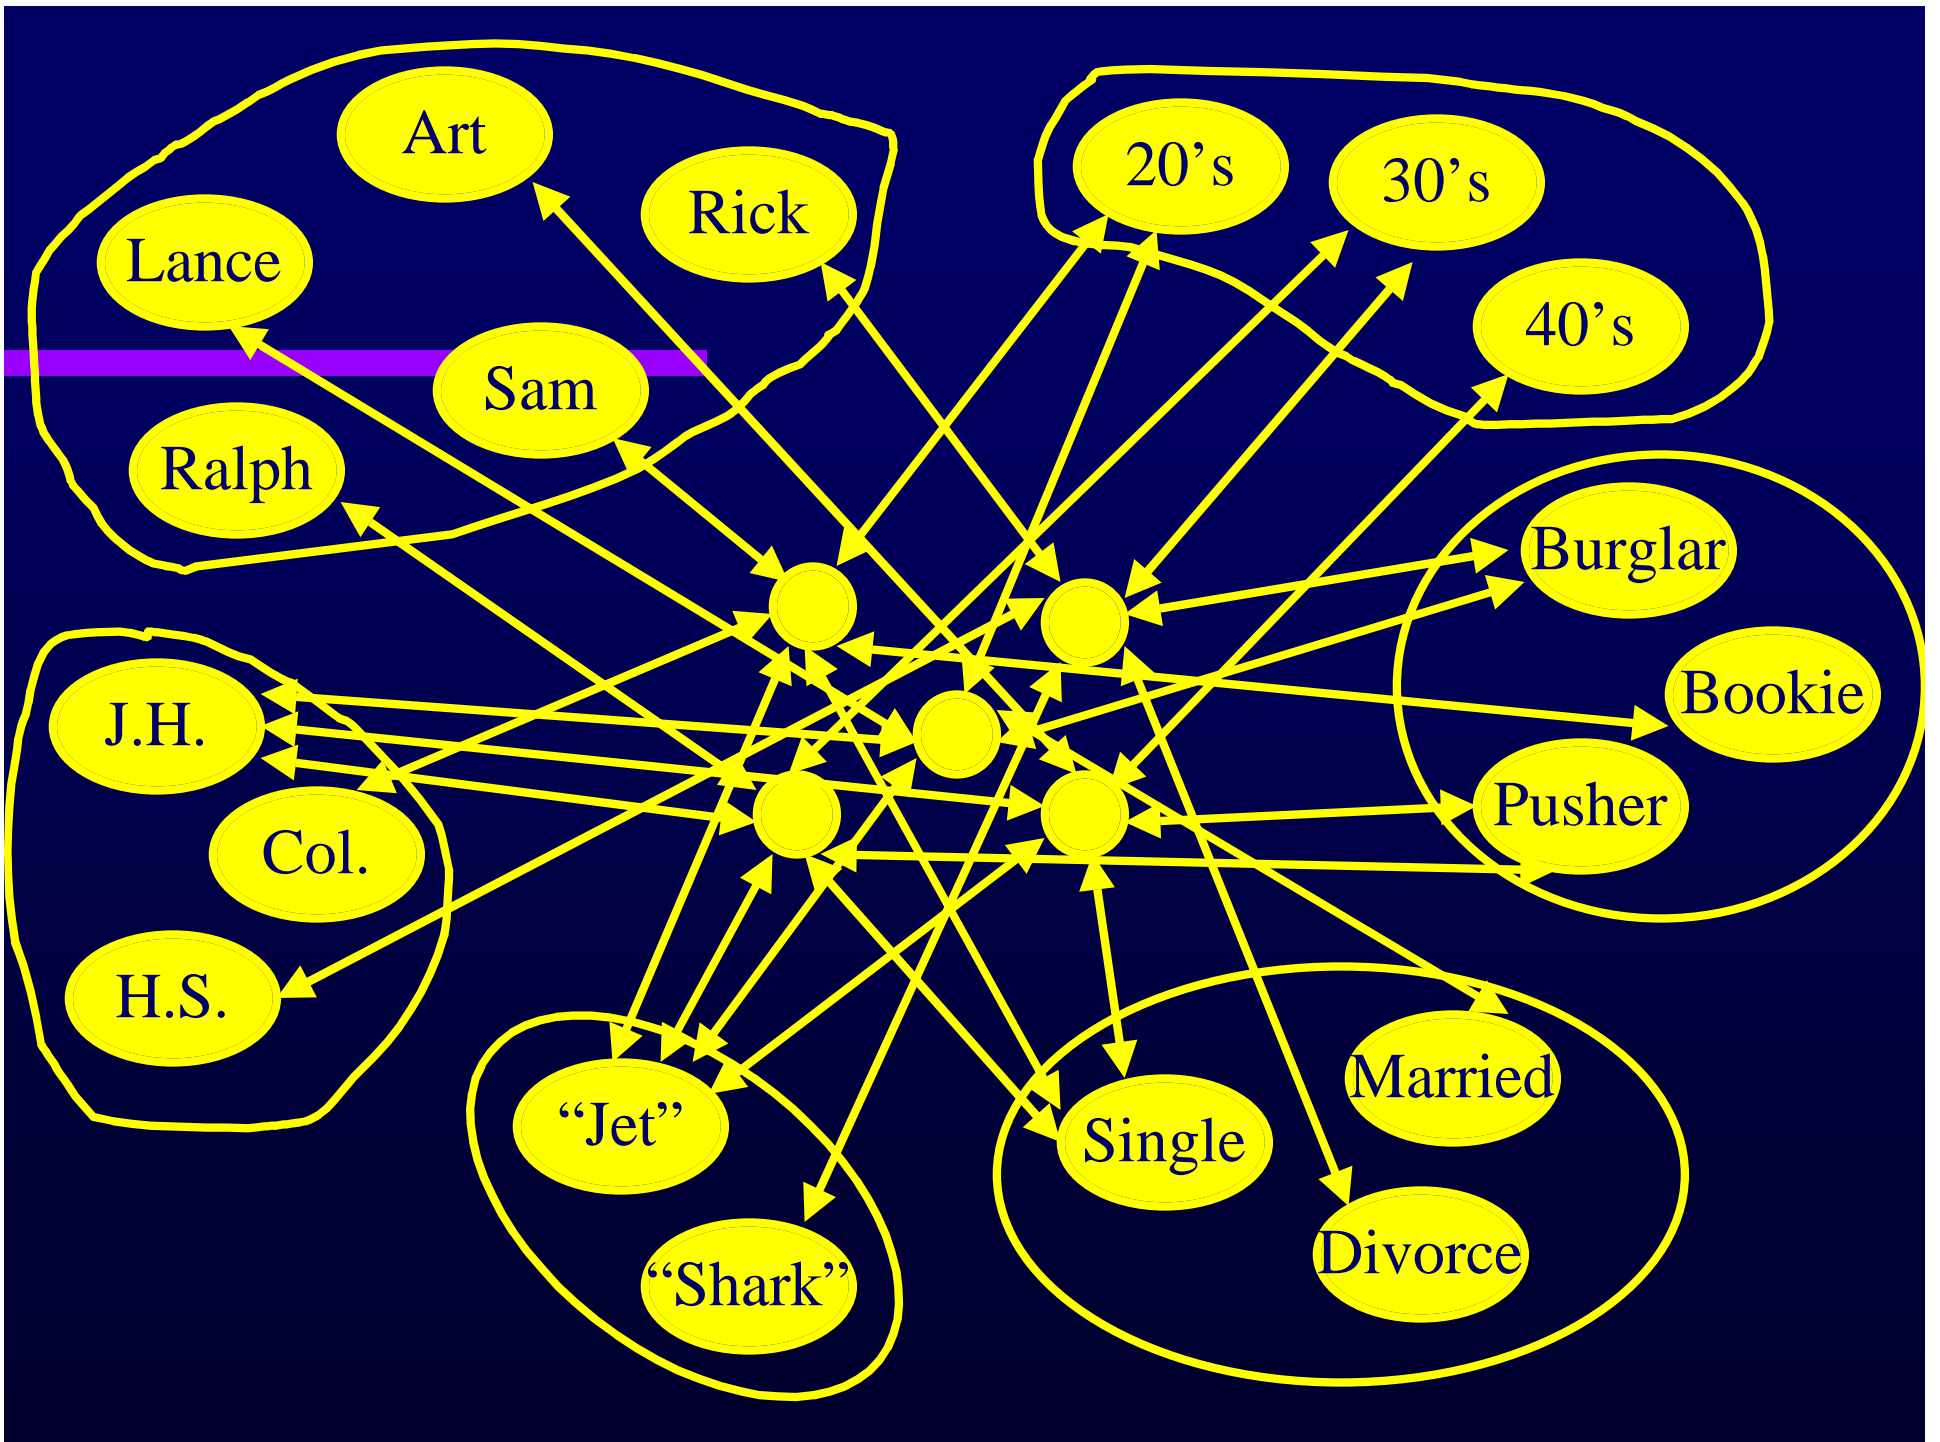 Art
Rick
Lance
Sam
Ralph
20’s
30’s
40’s
Burglar
Bookie
Pusher
J.H.
Col.
H.S.
“Jet”
“Shark”
Single
Married
Divorce